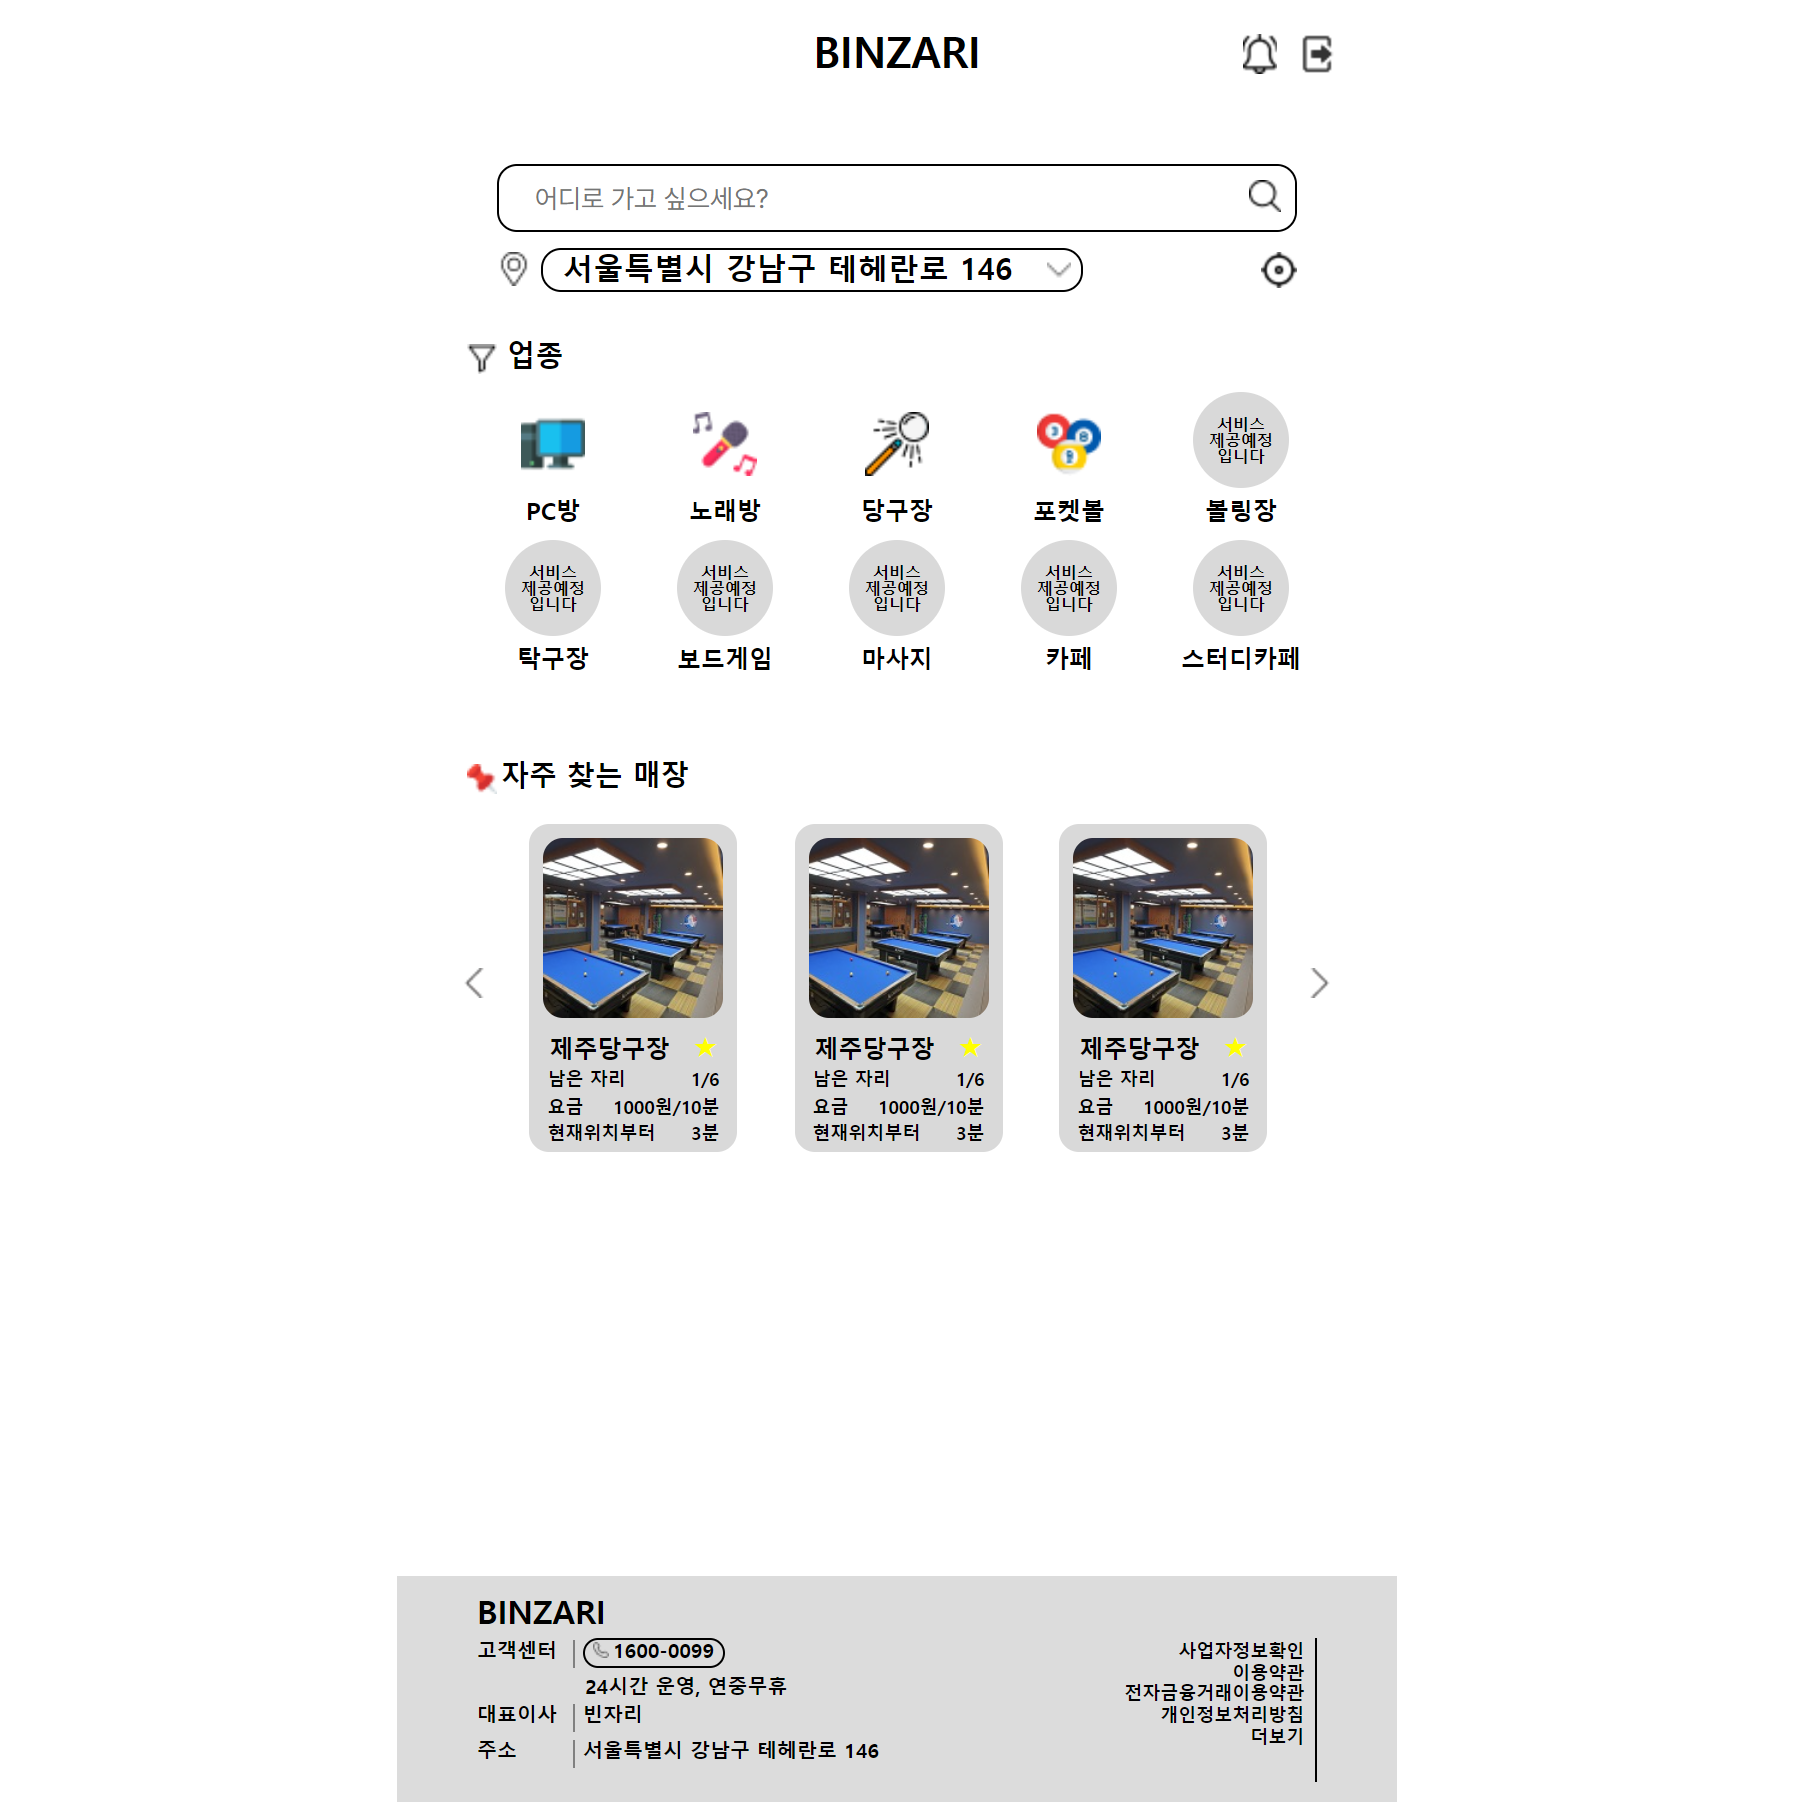 BINZARI
어디로 가고 싶으세요?
서울특별시 강남구 테헤란로 146
업종
PC방
노래방
당구장
포켓볼
서비스
제공예정
입니다
볼링장
서비스
제공예정
입니다
탁구장
서비스
제공예정
입니다
보드게임
서비스
제공예정
입니다
마사지
서비스
제공예정
입니다
카페
서비스
제공예정
입니다
스터디카페
자주 찾는 매장
제주당구장 ★
남은 자리 1/6
요금 1000원/10분
현재위치부터 3분
제주당구장 ★
남은 자리 1/6
요금 1000원/10분
현재위치부터 3분
제주당구장 ★
남은 자리 1/6
요금 1000원/10분
현재위치부터 3분
BINZARI
고객센터 1600-0099
24시간 운영, 연중무휴
대표이사 빈자리
주소 서울특별시 강남구 테헤란로 146
사업자정보확인
이용약관
전자금융거래이용약관
개인정보처리방침
더보기